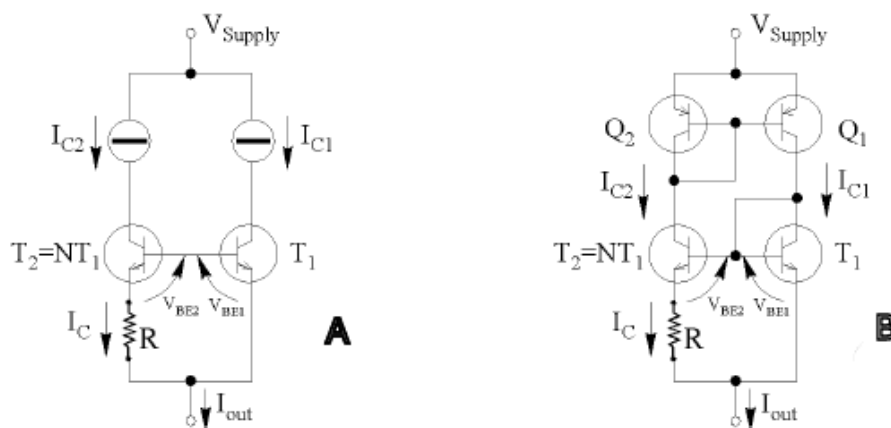 V_Supply
I_C2
I_C1
T_2=NT_1
T_1
V_BE2
V_BE1
I_C
R
A
I_out
V_Supply
Q_2
Q_1
I_C2
I_C1
T_2=NT_1
T_1
V_BE2
V_BE1
I_C
R
B
I_out